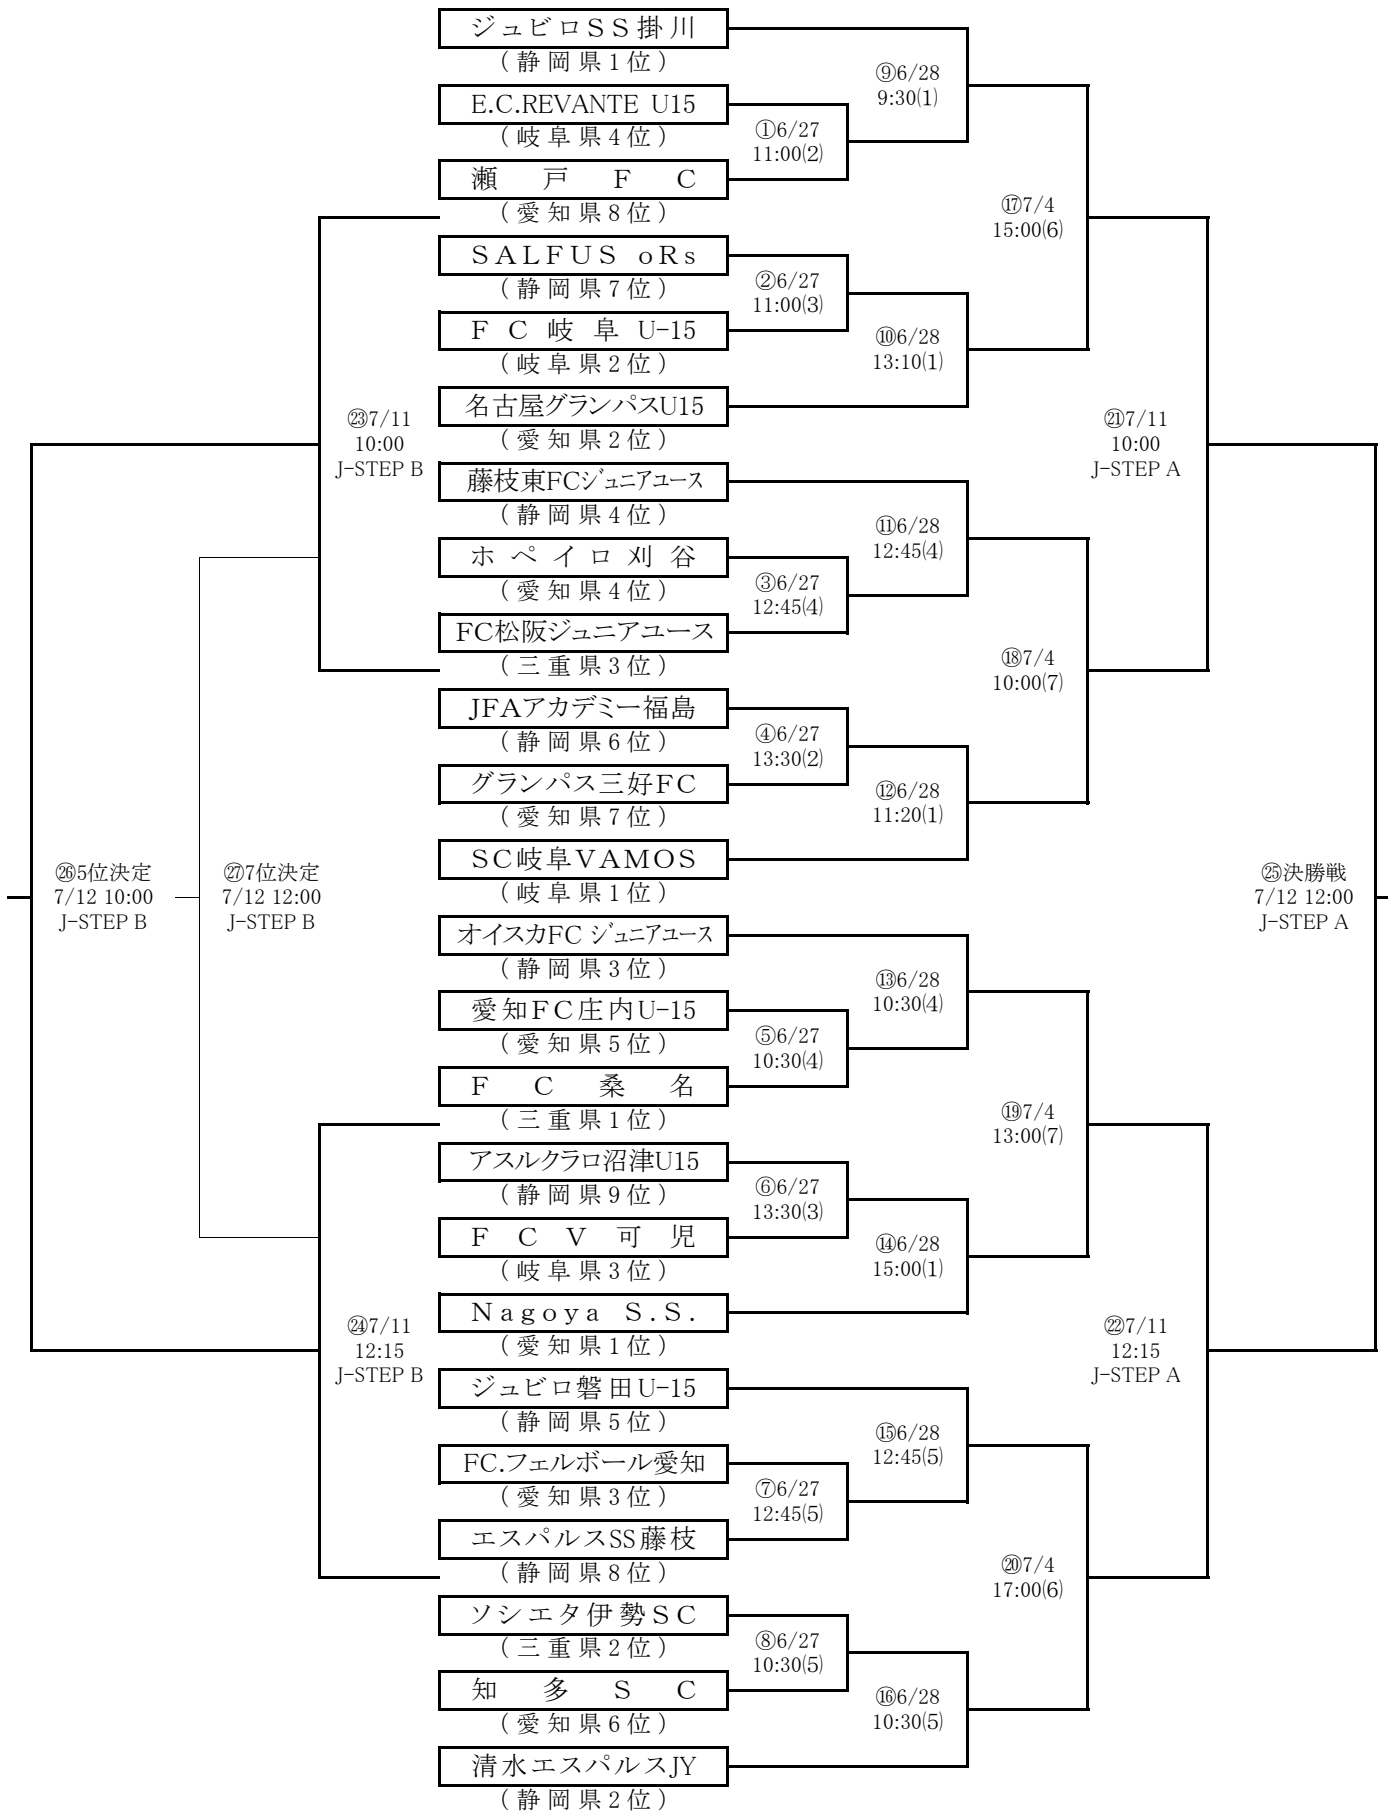 ジュビロSS掛川
(静岡県1位)
E.C.REVANTE U15
(岐阜県4位)
瀬戸FC
(愛知県8位)
SALFUS oRs
(静岡県7位)
FC岐阜 U-15
(岐阜県2位)
名古屋グランパスU15
(愛知県2位)
藤枝東FCジュニアユース
(静岡県4位)
ホペイロ刈谷
(愛知県4位)
FC松阪ジュニアユース
(三重県3位)
JFAアカデミー福島
(静岡県6位)
グランパス三好FC
(愛知県7位)
SC岐阜VAMOS
(岐阜県1位)
オイスカFC ジュニアユース
(静岡県3位)
愛知FC庄内U-15
(愛知県5位)
FC桑名
(三重県1位)
アスルクラロ沼津U15
(静岡県9位)
FCV可児
(岐阜県3位)
Nagoya S.S.
(愛知県1位)
ジュビロ磐田U-15
(静岡県5位)
FC.フェルボール愛知
(愛知県3位)
エスパルスSS藤枝
(静岡県8位)
ソシエタ伊勢SC
(三重県2位)
知多SC
(愛知県6位)
清水エスパルスJY
(静岡県2位)
①6/27
11:00(2)
②6/27
11:00(3)
③6/27
12:45(4)
④6/27
13:30(2)
⑤6/27
10:30(4)
⑥6/27
13:30(3)
⑦6/27
12:45(5)
⑧6/27
10:30(5)
⑨6/28
9:30(1)
⑩6/28
13:10(1)
⑪6/28
12:45(4)
⑫6/28
11:20(1)
⑬6/28
10:30(4)
⑭6/28
15:00(1)
⑮6/28
12:45(5)
⑯6/28
10:30(5)
⑰7/4
15:00(6)
⑱7/4
10:00(7)
⑲7/4
13:00(7)
⑳7/4
17:00(6)
㉑7/11
10:00
J-STEP A
㉒7/11
12:15
J-STEP A
㉓7/11
10:00
J-STEP B
㉔7/11
12:15
J-STEP B
㉕決勝戦
7/12 12:00
J-STEP A
㉖5位決定
7/12 10:00
J-STEP B
㉗7位決定
7/12 12:00
J-STEP B